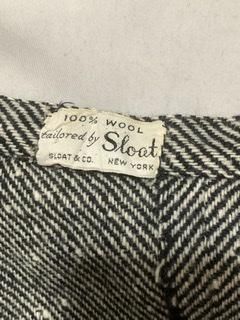 100% WOOL
tailored by Sloat
SLOAT & CO. NEW YORK